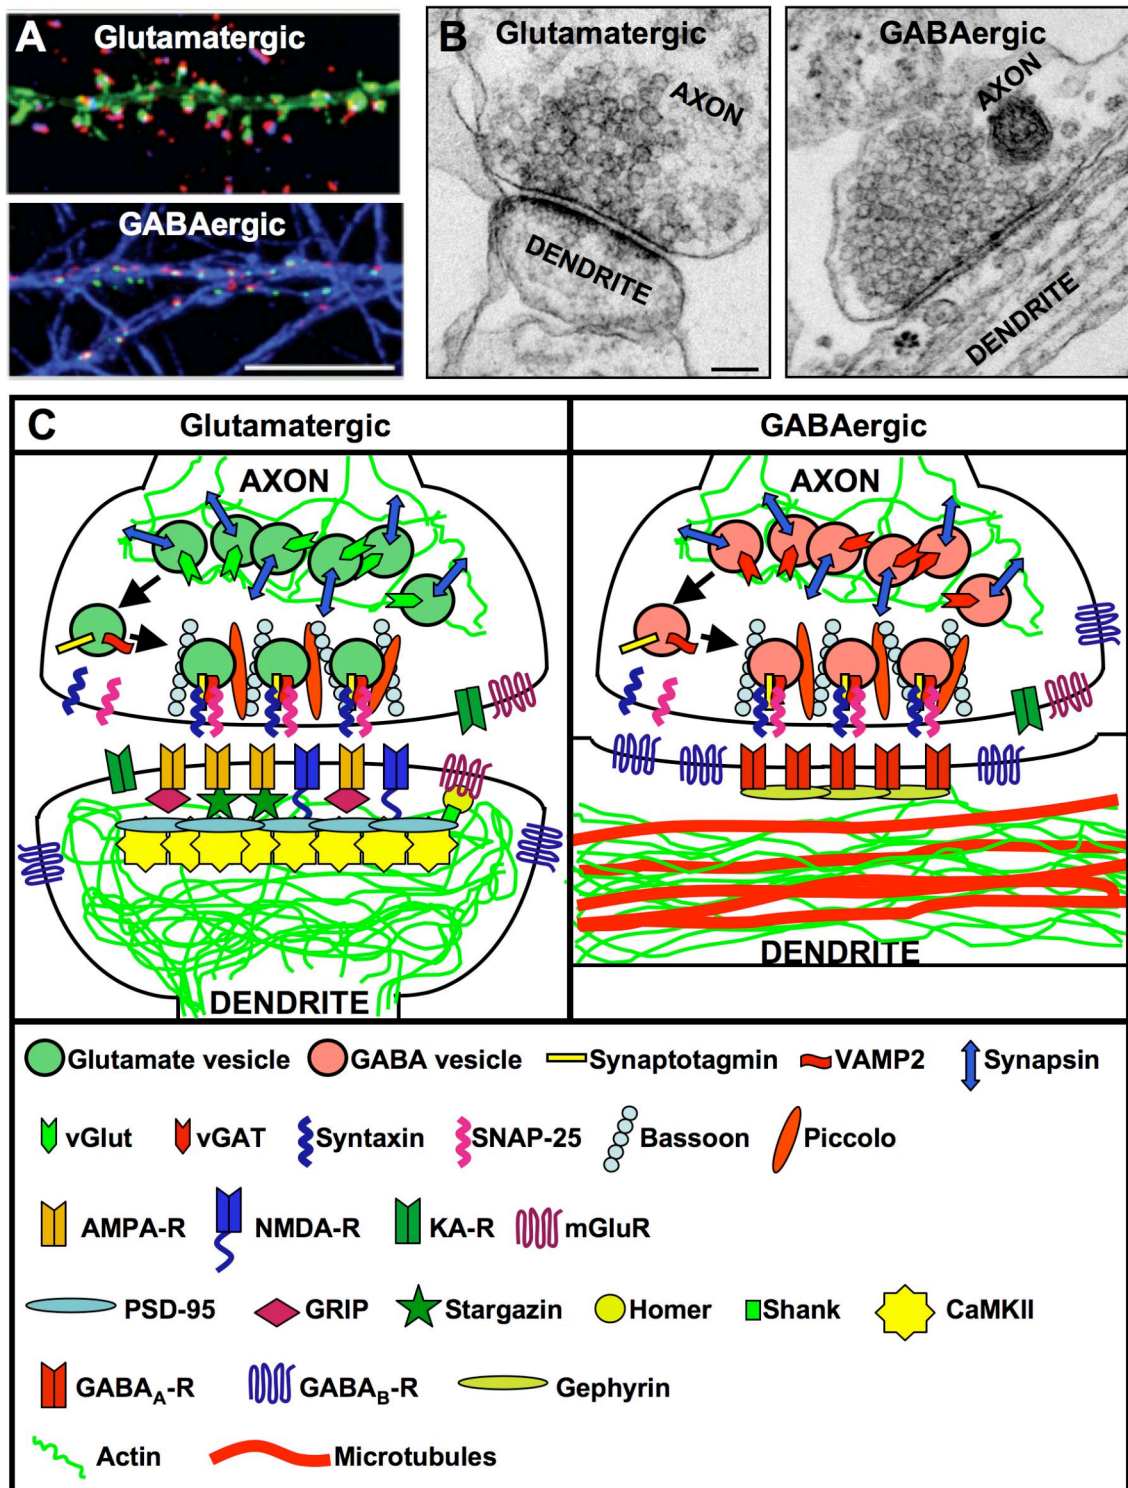 A
Glutamatergic
GABAergic
B
Glutamatergic
AXON
DENDRITE
GABAergic
AXON
DENDRITE
C
Glutamatergic
GABAergic
AXON
AXON
DENDRITE
DENDRITE
Glutamate vesicle GABA vesicle Synaptotagmin VAMP2 Synapsin
vGlut vGAT Syntaxin SNAP-25 Bassoon Piccolo
AMPA-R NMDA-R KA-R mGluR
PSD-95 GRIP Stargazin Homer Shank CaMKII
GABA_A-R GABA_B-R Gephyrin
Actin Microtubules